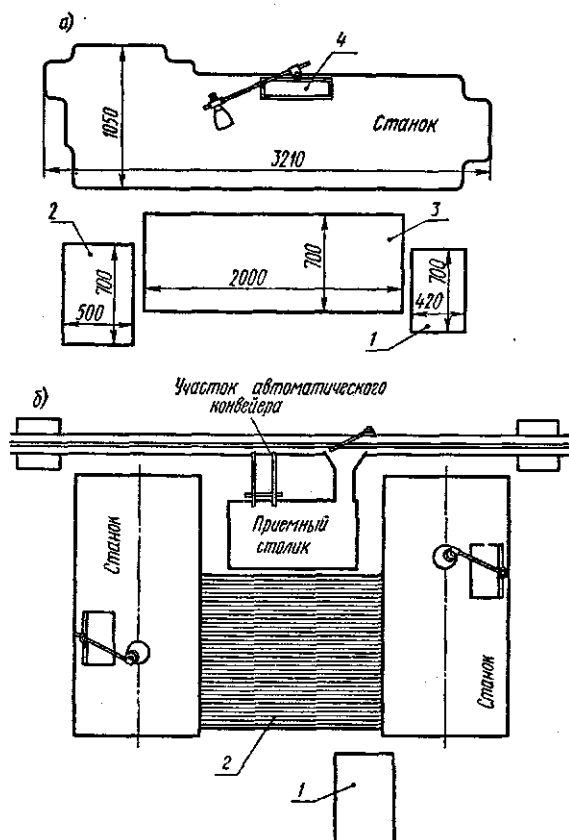 а)
4
1050
Станок
3210
2
3
700
500
2000
700
700
420
1
б)
Участок автоматического
конвейера
Станок
Приемный
столик
Станок
2
1